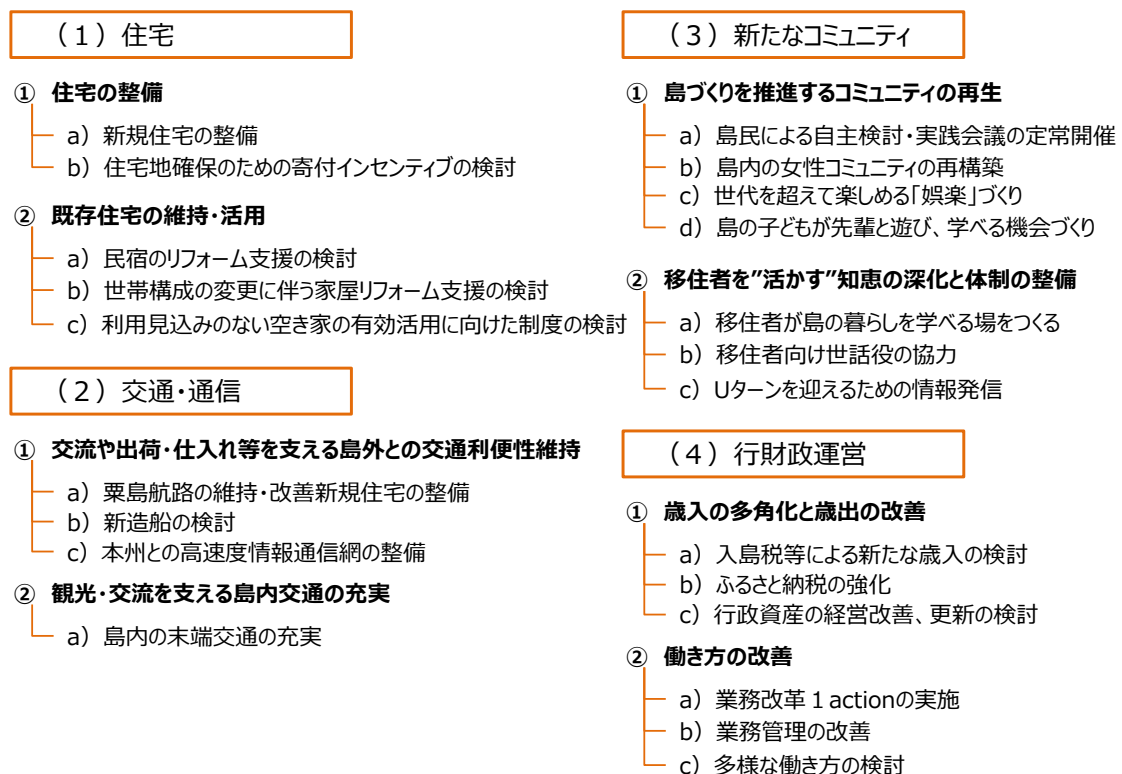 （１）住宅
① 住宅の整備
a）新規住宅の整備
b）住宅地確保のための寄付インセンティブの検討
② 既存住宅の維持・活用
a）民宿のリフォーム支援の検討
b）世帯構成の変更に伴う家屋リフォーム支援の検討
c）利用見込みのない空き家の有効活用に向けた制度の検討
（２）交通・通信
① 交流や出荷・仕入れ等を支える島外との交通利便性維持
a）粟島航路の維持・改善新規住宅の整備
b）新造船の検討
c）本州との高速度情報通信網の整備
② 観光・交流を支える島内交通の充実
a）島内の末端交通の充実
（３）新たなコミュニティ
① 島づくりを推進するコミュニティの再生
a）島民による自主検討・実践会議の定常開催
b）島内の女性コミュニティの再構築
c）世代を超えて楽しめる「娯楽」づくり
d）島の子どもが先輩と遊び、学べる機会づくり
② 移住者を”活かす”知恵の深化と体制の整備
a）移住者が島の暮らしを学べる場をつくる
b）移住者向け世話役の協力
c）Uターンを迎えるための情報発信
（４）行財政運営
① 歳入の多角化と歳出の改善
a）入島税等による新たな歳入の検討
b）ふるさと納税の強化
c）行政資産の経営改善、更新の検討
② 働き方の改善
a）業務改革１actionの実施
b）業務管理の改善
c）多様な働き方の検討